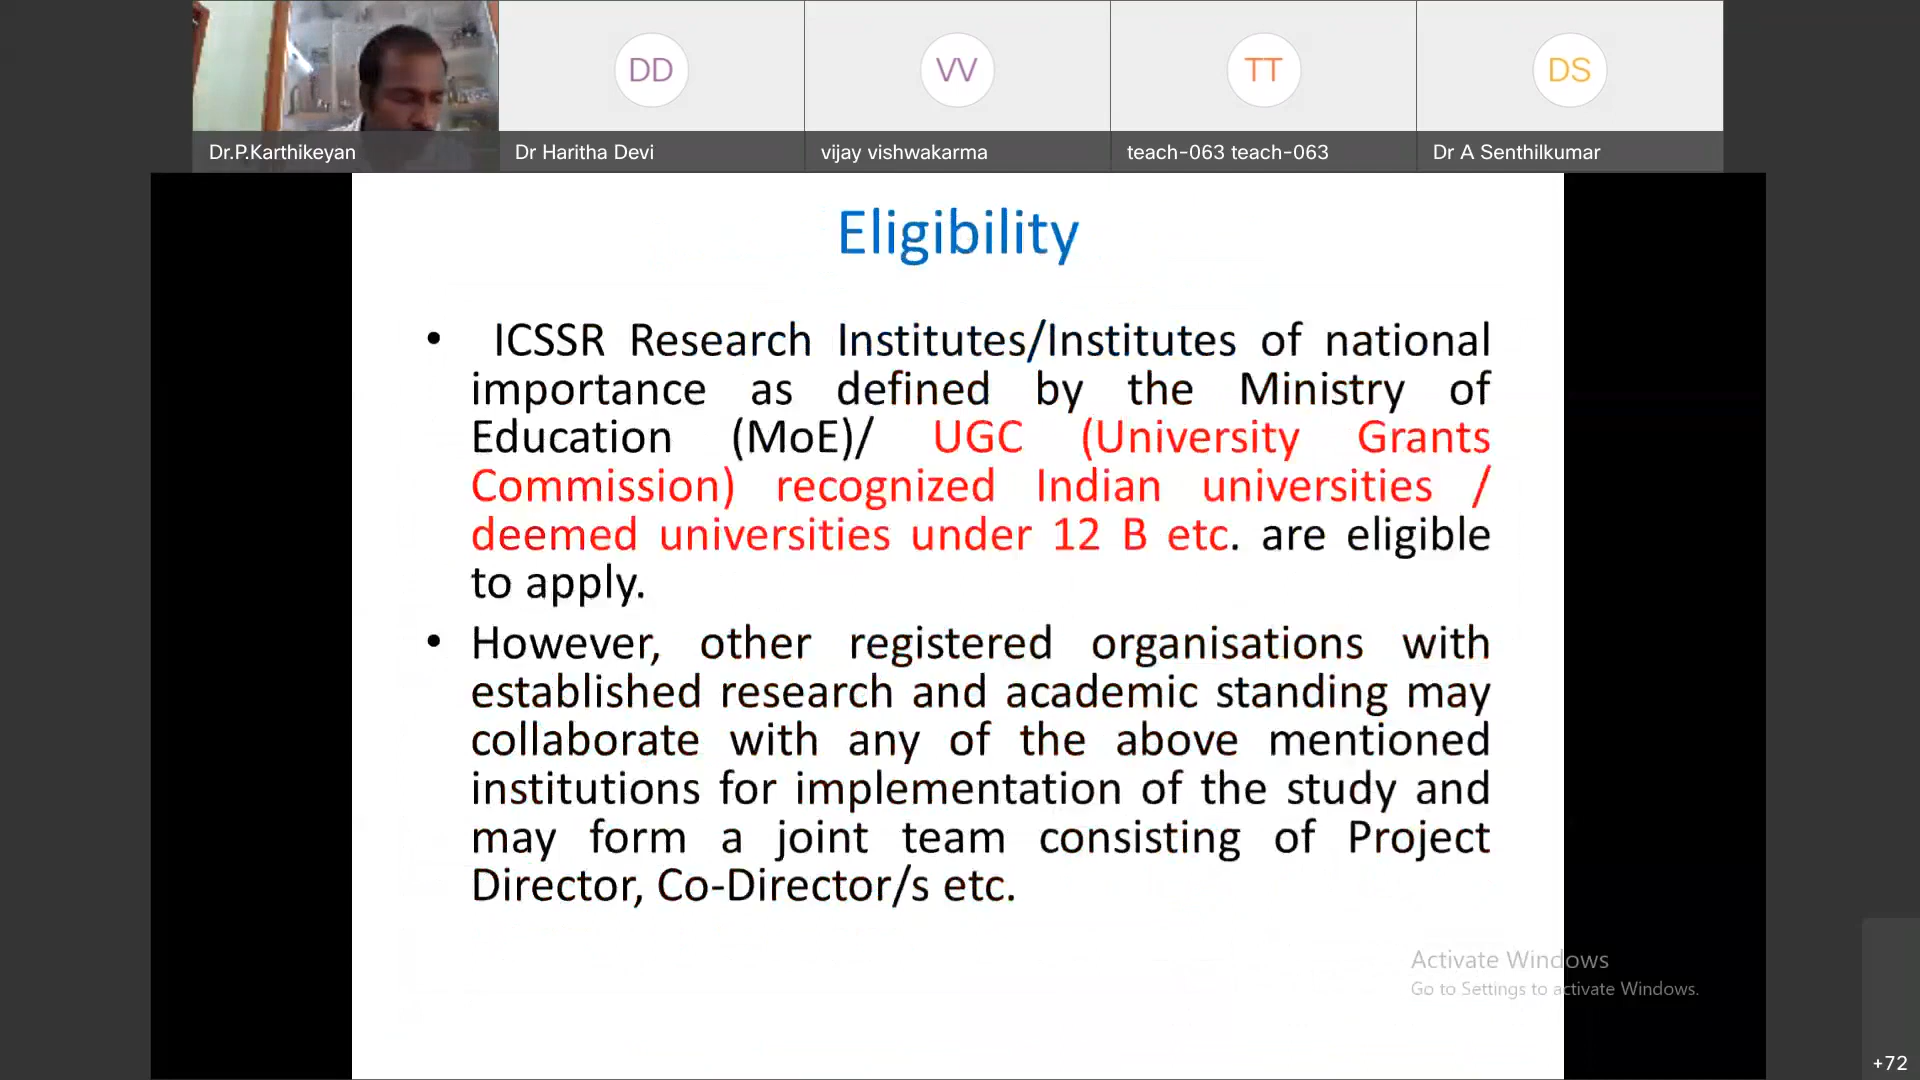 DD
VV
TT
DS
Dr.P.Karthikeyan
Dr Haritha Devi
vijay vishwakarma
teach-063 teach-063
Dr A Senthilkumar
Eligibility
• ICSSR Research Institutes/Institutes of national
importance as defined by the Ministry of
Education (MoE)/ UGC (University Grants
Commission) recognized Indian universities /
deemed universities under 12 B etc. are eligible
to apply.
• However, other registered organisations with
established research and academic standing may
collaborate with any of the above mentioned
institutions for implementation of the study and
may form a joint team consisting of Project
Director, Co-Director/s etc.
Activate Windows
Go to Settings to activate Windows.
+72